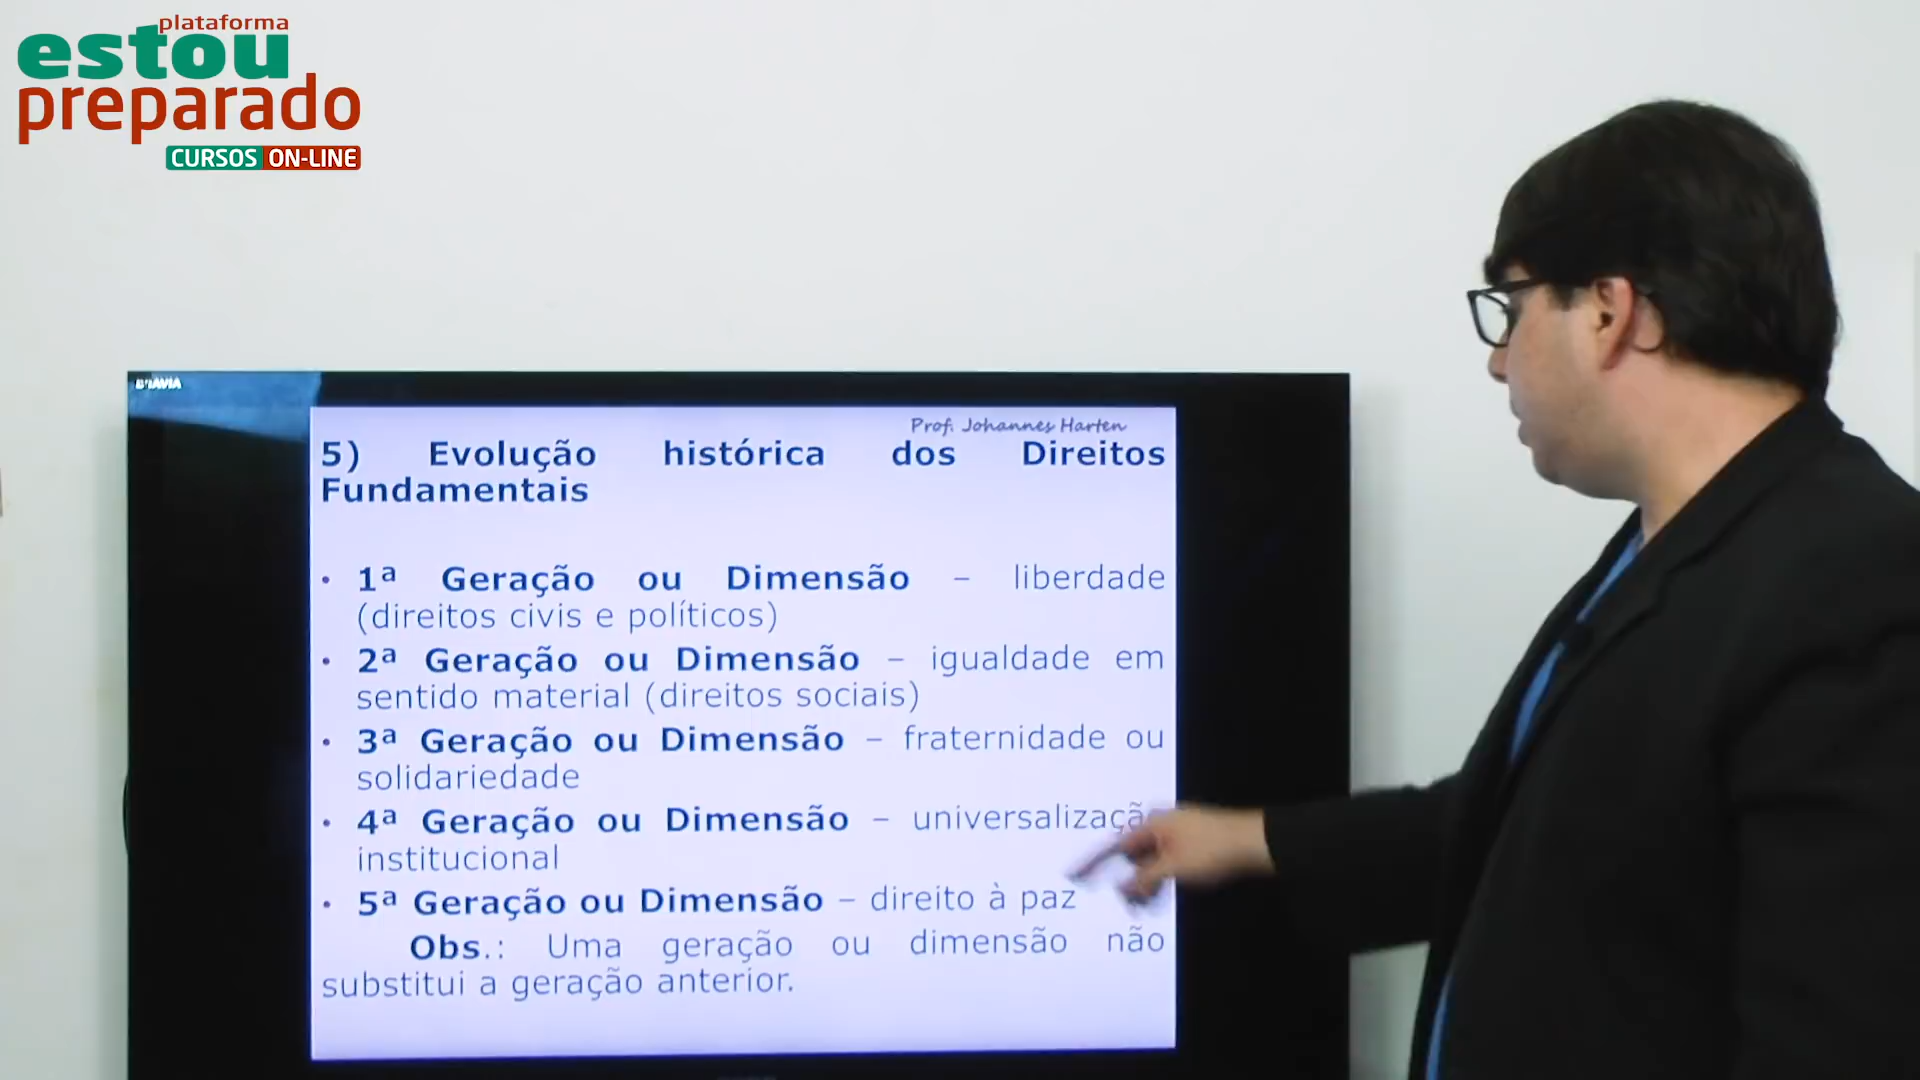 plataforma
estou
preparado
CURSOS ON-LINE
BRAVIA
Prof. Johannes Harten
5) Evolução histórica dos Direitos
Fundamentais
• 1ª Geração ou Dimensão – liberdade
(direitos civis e políticos)
• 2ª Geração ou Dimensão – igualdade em
sentido material (direitos sociais)
• 3ª Geração ou Dimensão – fraternidade ou
solidariedade
• 4ª Geração ou Dimensão – universalização
institucional
• 5ª Geração ou Dimensão – direito à paz
Obs.: Uma geração ou dimensão não
substitui a geração anterior.